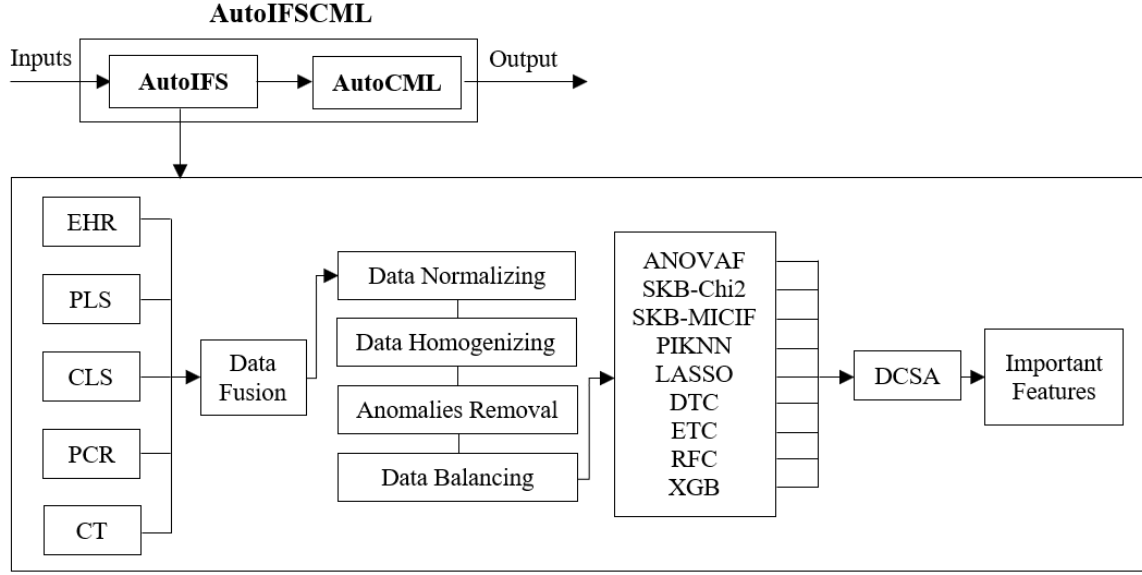 AutoIFSCML
Inputs
AutoIFS
AutoCML
Output
EHR
PLS
CLS
PCR
CT
Data
Fusion
Data Normalizing
Data Homogenizing
Anomalies Removal
Data Balancing
ANOVAF
SKB-Chi2
SKB-MICIF
PIKNN
LASSO
DTC
ETC
RFC
XGB
DCSA
Important
Features